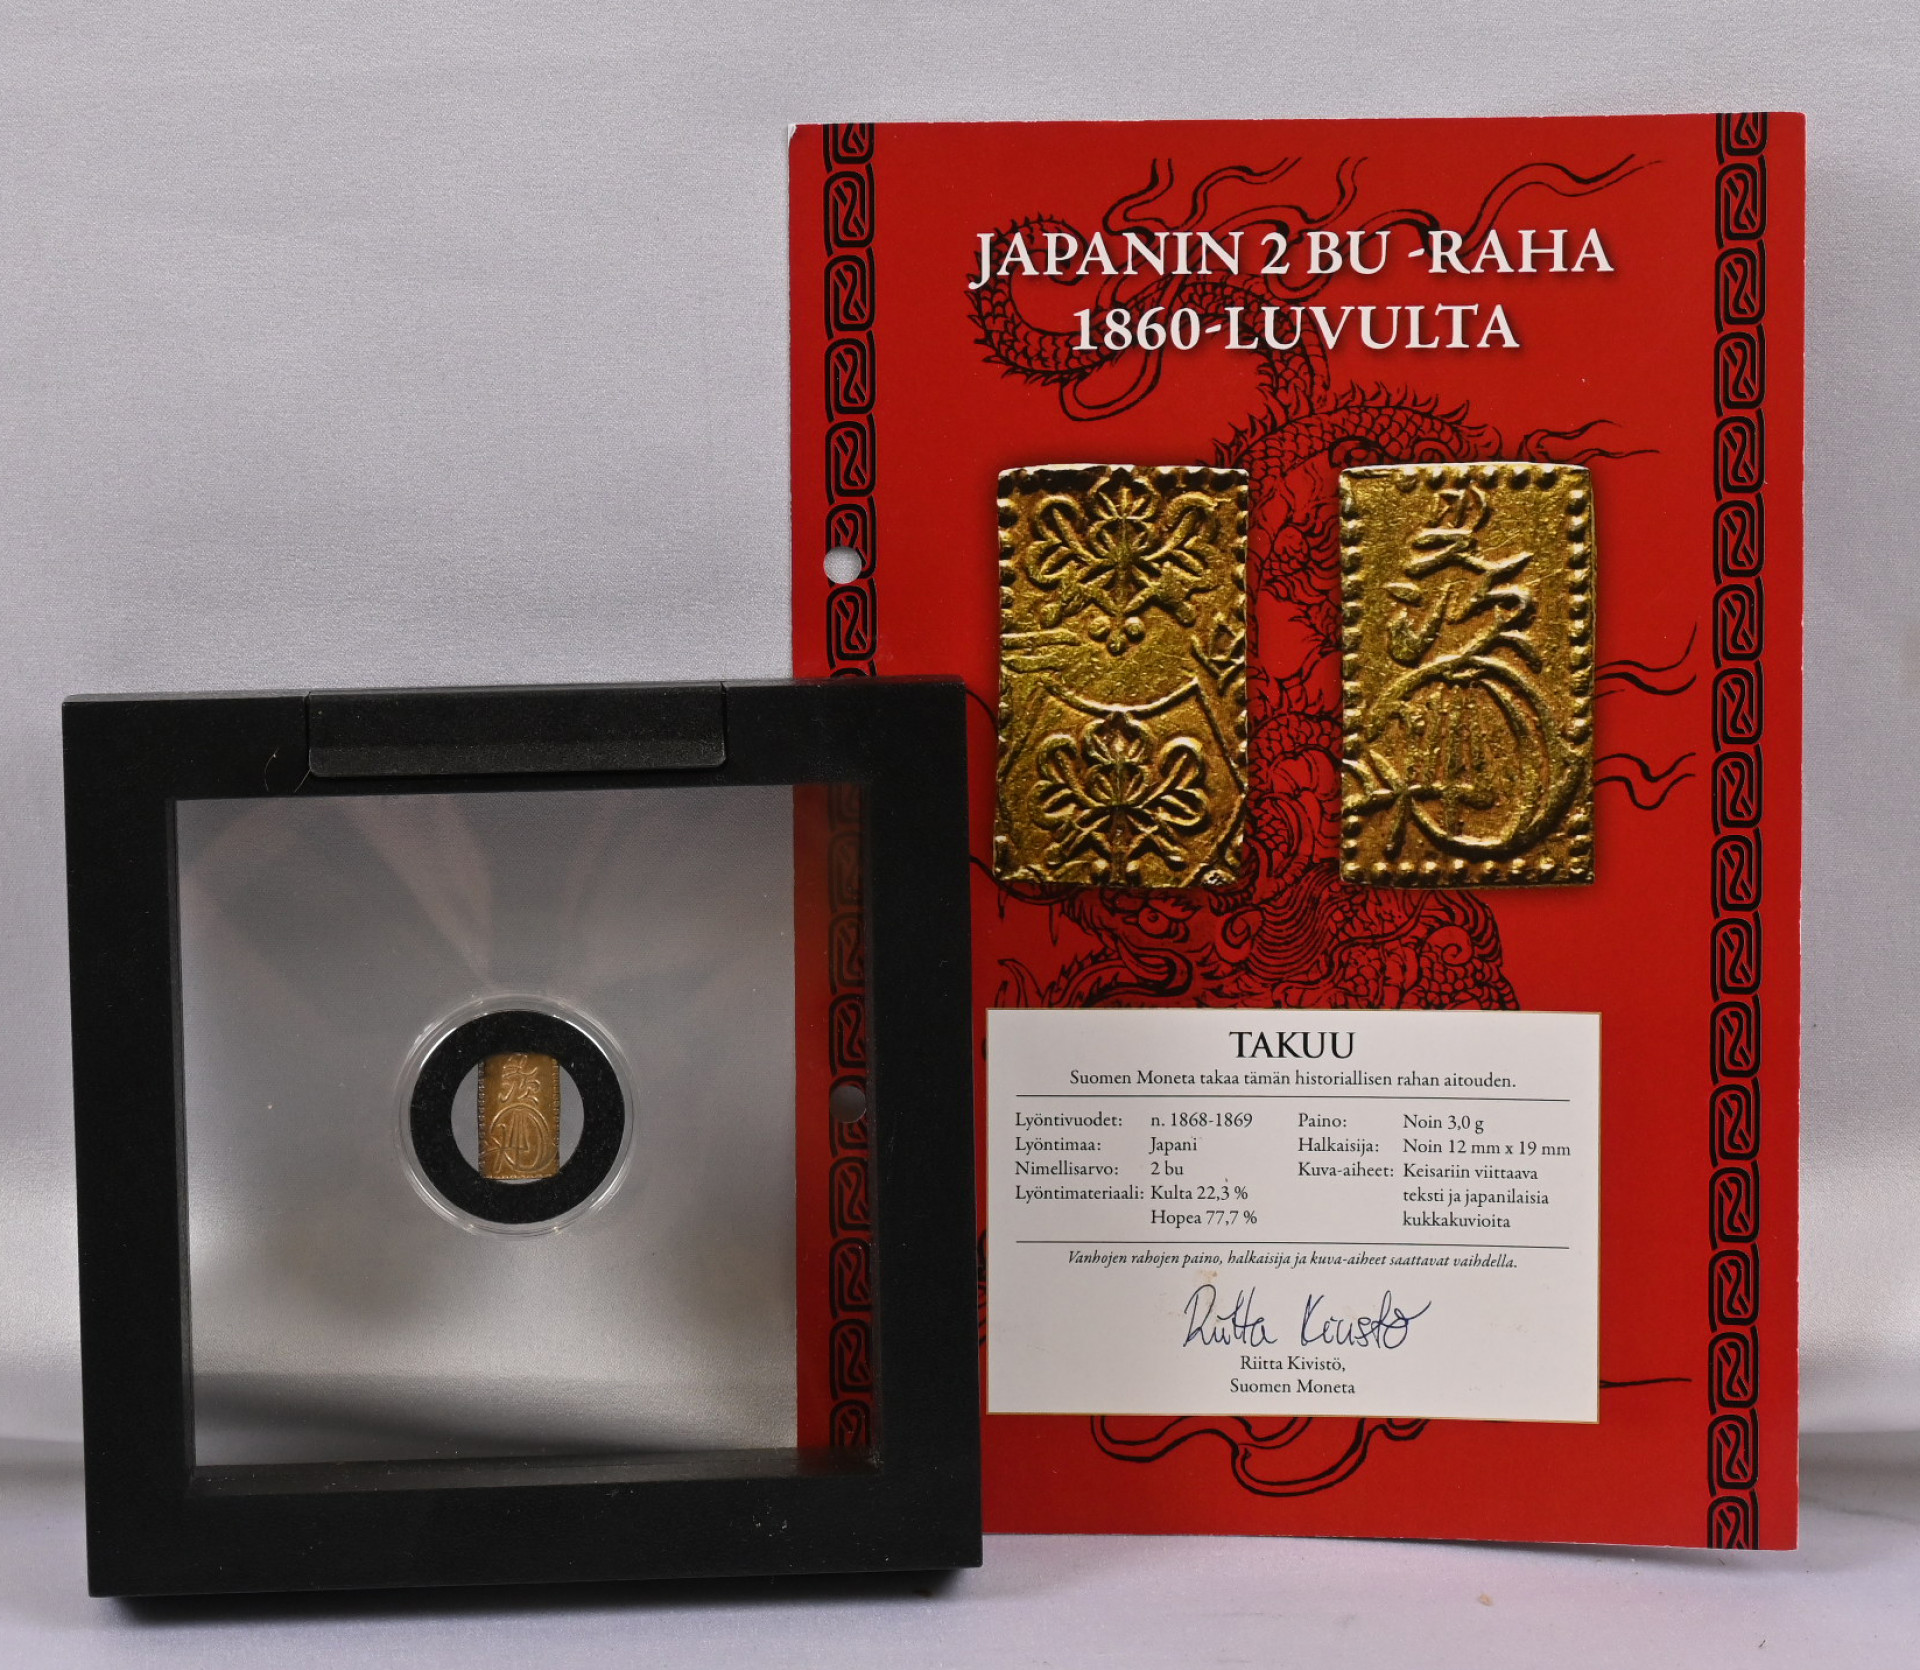 JAPANIN 2 BU -RAHA
1860-LUVULTA
TAKUU
Suomen Moneta takaa tämän historiallisen rahan aitouden.
Lyöntivuodet: n. 1868-1869
Lyöntimaa: Japani
Nimellisarvo: 2 bu
Lyöntimateriaali: Kulta 22,3 %
Hopea 77,7 %
Paino: Noin 3,0 g
Halkaisija: Noin 12 mm x 19 mm
Kuva-aiheet: Keisariin viittaava
teksti ja japanilaisia
kukkakuvioita
Vanhojen rahojen paino, halkaisija ja kuva-aiheet saattavat vaihdella.
Riitta Kivistö
Riitta Kivistö,
Suomen Moneta